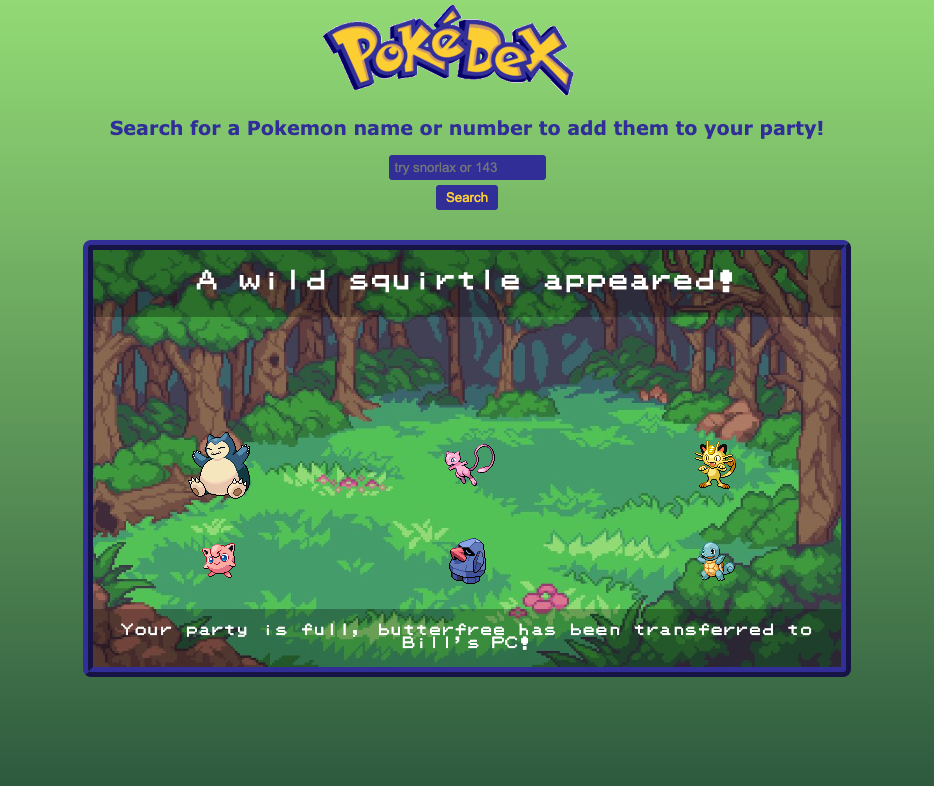 POKéDEX
Search for a Pokemon name or number to add them to your party!
try snorlax or 143
Search
A wild squirtle appeared!
Your party is full, butterfree has been transferred to
Bill's PC!